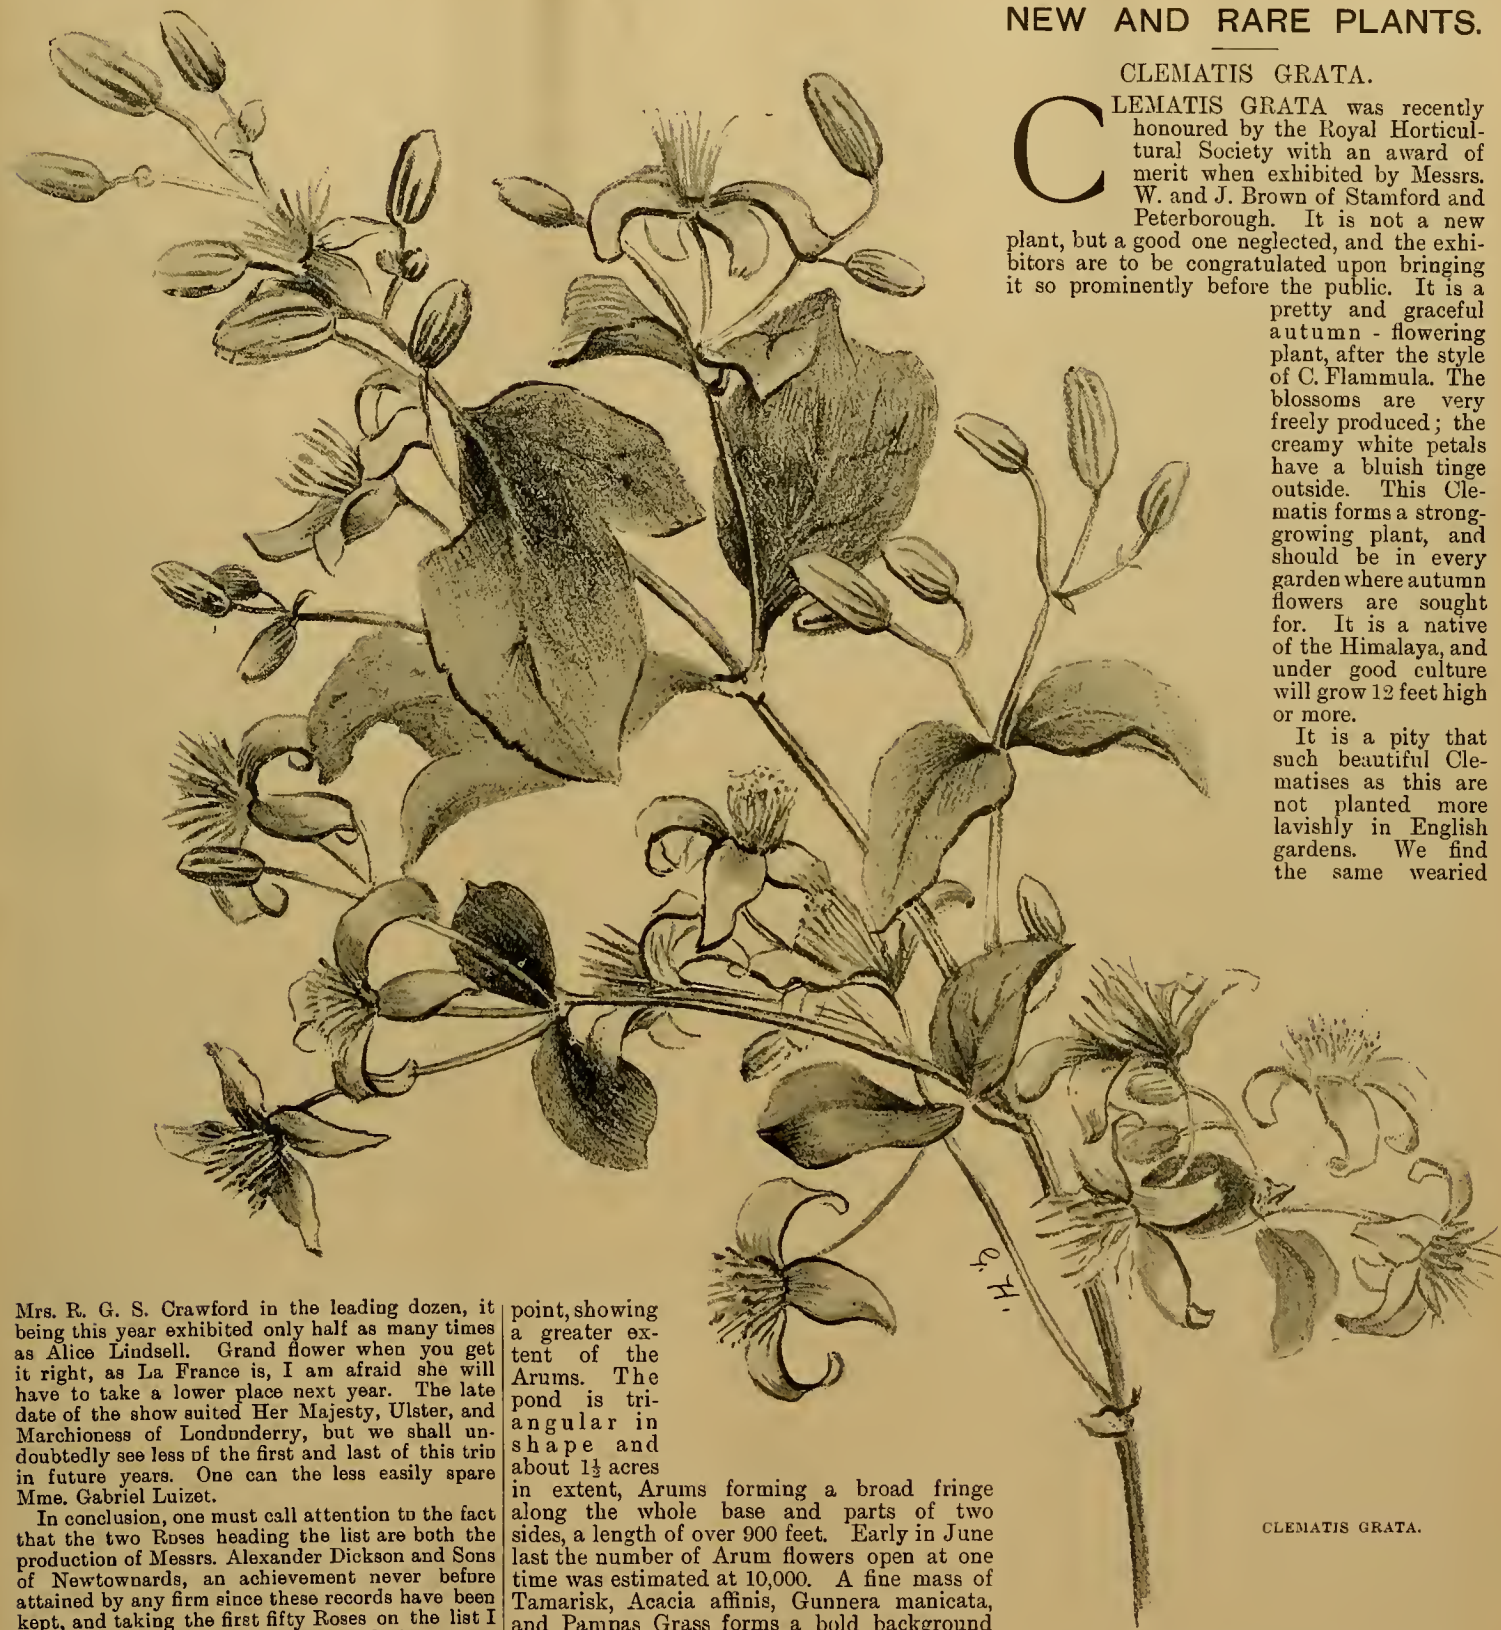 NEW AND RARE PLANTS.
CLEMATIS GRATA.
CLEMATIS GRATA was recently
honoured by the Royal Horticul-
tural Society with an award of
merit when exhibited by Messrs.
W. and J. Brown of Stamford and
Peterborough. It is not a new
plant, but a good one neglected, and the exhi-
bitors are to be congratulated upon bringing
it so prominently before the public. It is a
pretty and graceful
autumn - flowering
plant, after the style
of C. Flammula. The
blossoms are very
freely produced; the
creamy white petals
have a bluish tinge
outside. This Cle-
matis forms a strong-
growing plant, and
should be in every
garden where autumn
flowers are sought
for. It is a native
of the Himalaya, and
under good culture
will grow 12 feet high
or more.
It is a pity that
such beautiful Cle-
matises as this are
not planted more
lavishly in English
gardens. We find
the same wearied
G. H.
Mrs. R. G. S. Crawford in the leading dozen, it
being this year exhibited only half as many times
as Alice Lindsell. Grand flower when you get
it right, as La France is, I am afraid she will
have to take a lower place next year. The late
date of the show suited Her Majesty, Ulster, and
Marchioness of Londonderry, but we shall un-
doubtedly see less of the first and last of this trio
in future years. One can the less easily spare
Mme. Gabriel Luizet.
In conclusion, one must call attention to the fact
that the two Roses heading the list are both the
production of Messrs. Alexander Dickson and Sons
of Newtownards, an achievement never before
attained by any firm since these records have been
kept, and taking the first fifty Roses on the list I
point, showing
a greater ex-
tent of the
Arums. The
pond is tri-
angular in
shape and
about 1½ acres
in extent, Arums forming a broad fringe
along the whole base and parts of two
sides, a length of over 900 feet. Early in June
last the number of Arum flowers open at one
time was estimated at 10,000. A fine mass of
Tamarisk, Acacia affinis, Gunnera manicata,
and Pampas Grass forms a bold background
CLEMATIS GRATA.